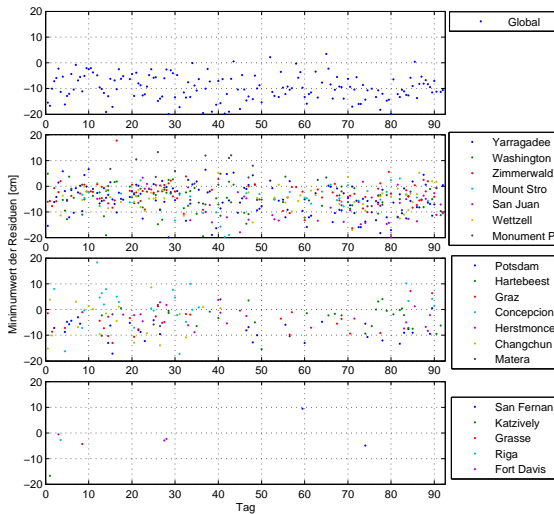 20
10
0
−10
−20
0 10 20 30 40 50 60 70 80 90
Global
20
10
0
−10
−20
0 10 20 30 40 50 60 70 80 90
Yarragadee
Washington
Zimmerwald
Mount Stro
San Juan
Wettzell
Monument P
Minimumwert der Residuen [cm]
20
10
0
−10
−20
0 10 20 30 40 50 60 70 80 90
Potsdam
Hartebeest
Graz
Concepcion
Herstmonce
Changchun
Matera
20
10
0
−10
−20
0 10 20 30 40 50 60 70 80 90
Tag
San Fernan
Katzively
Grasse
Riga
Fort Davis